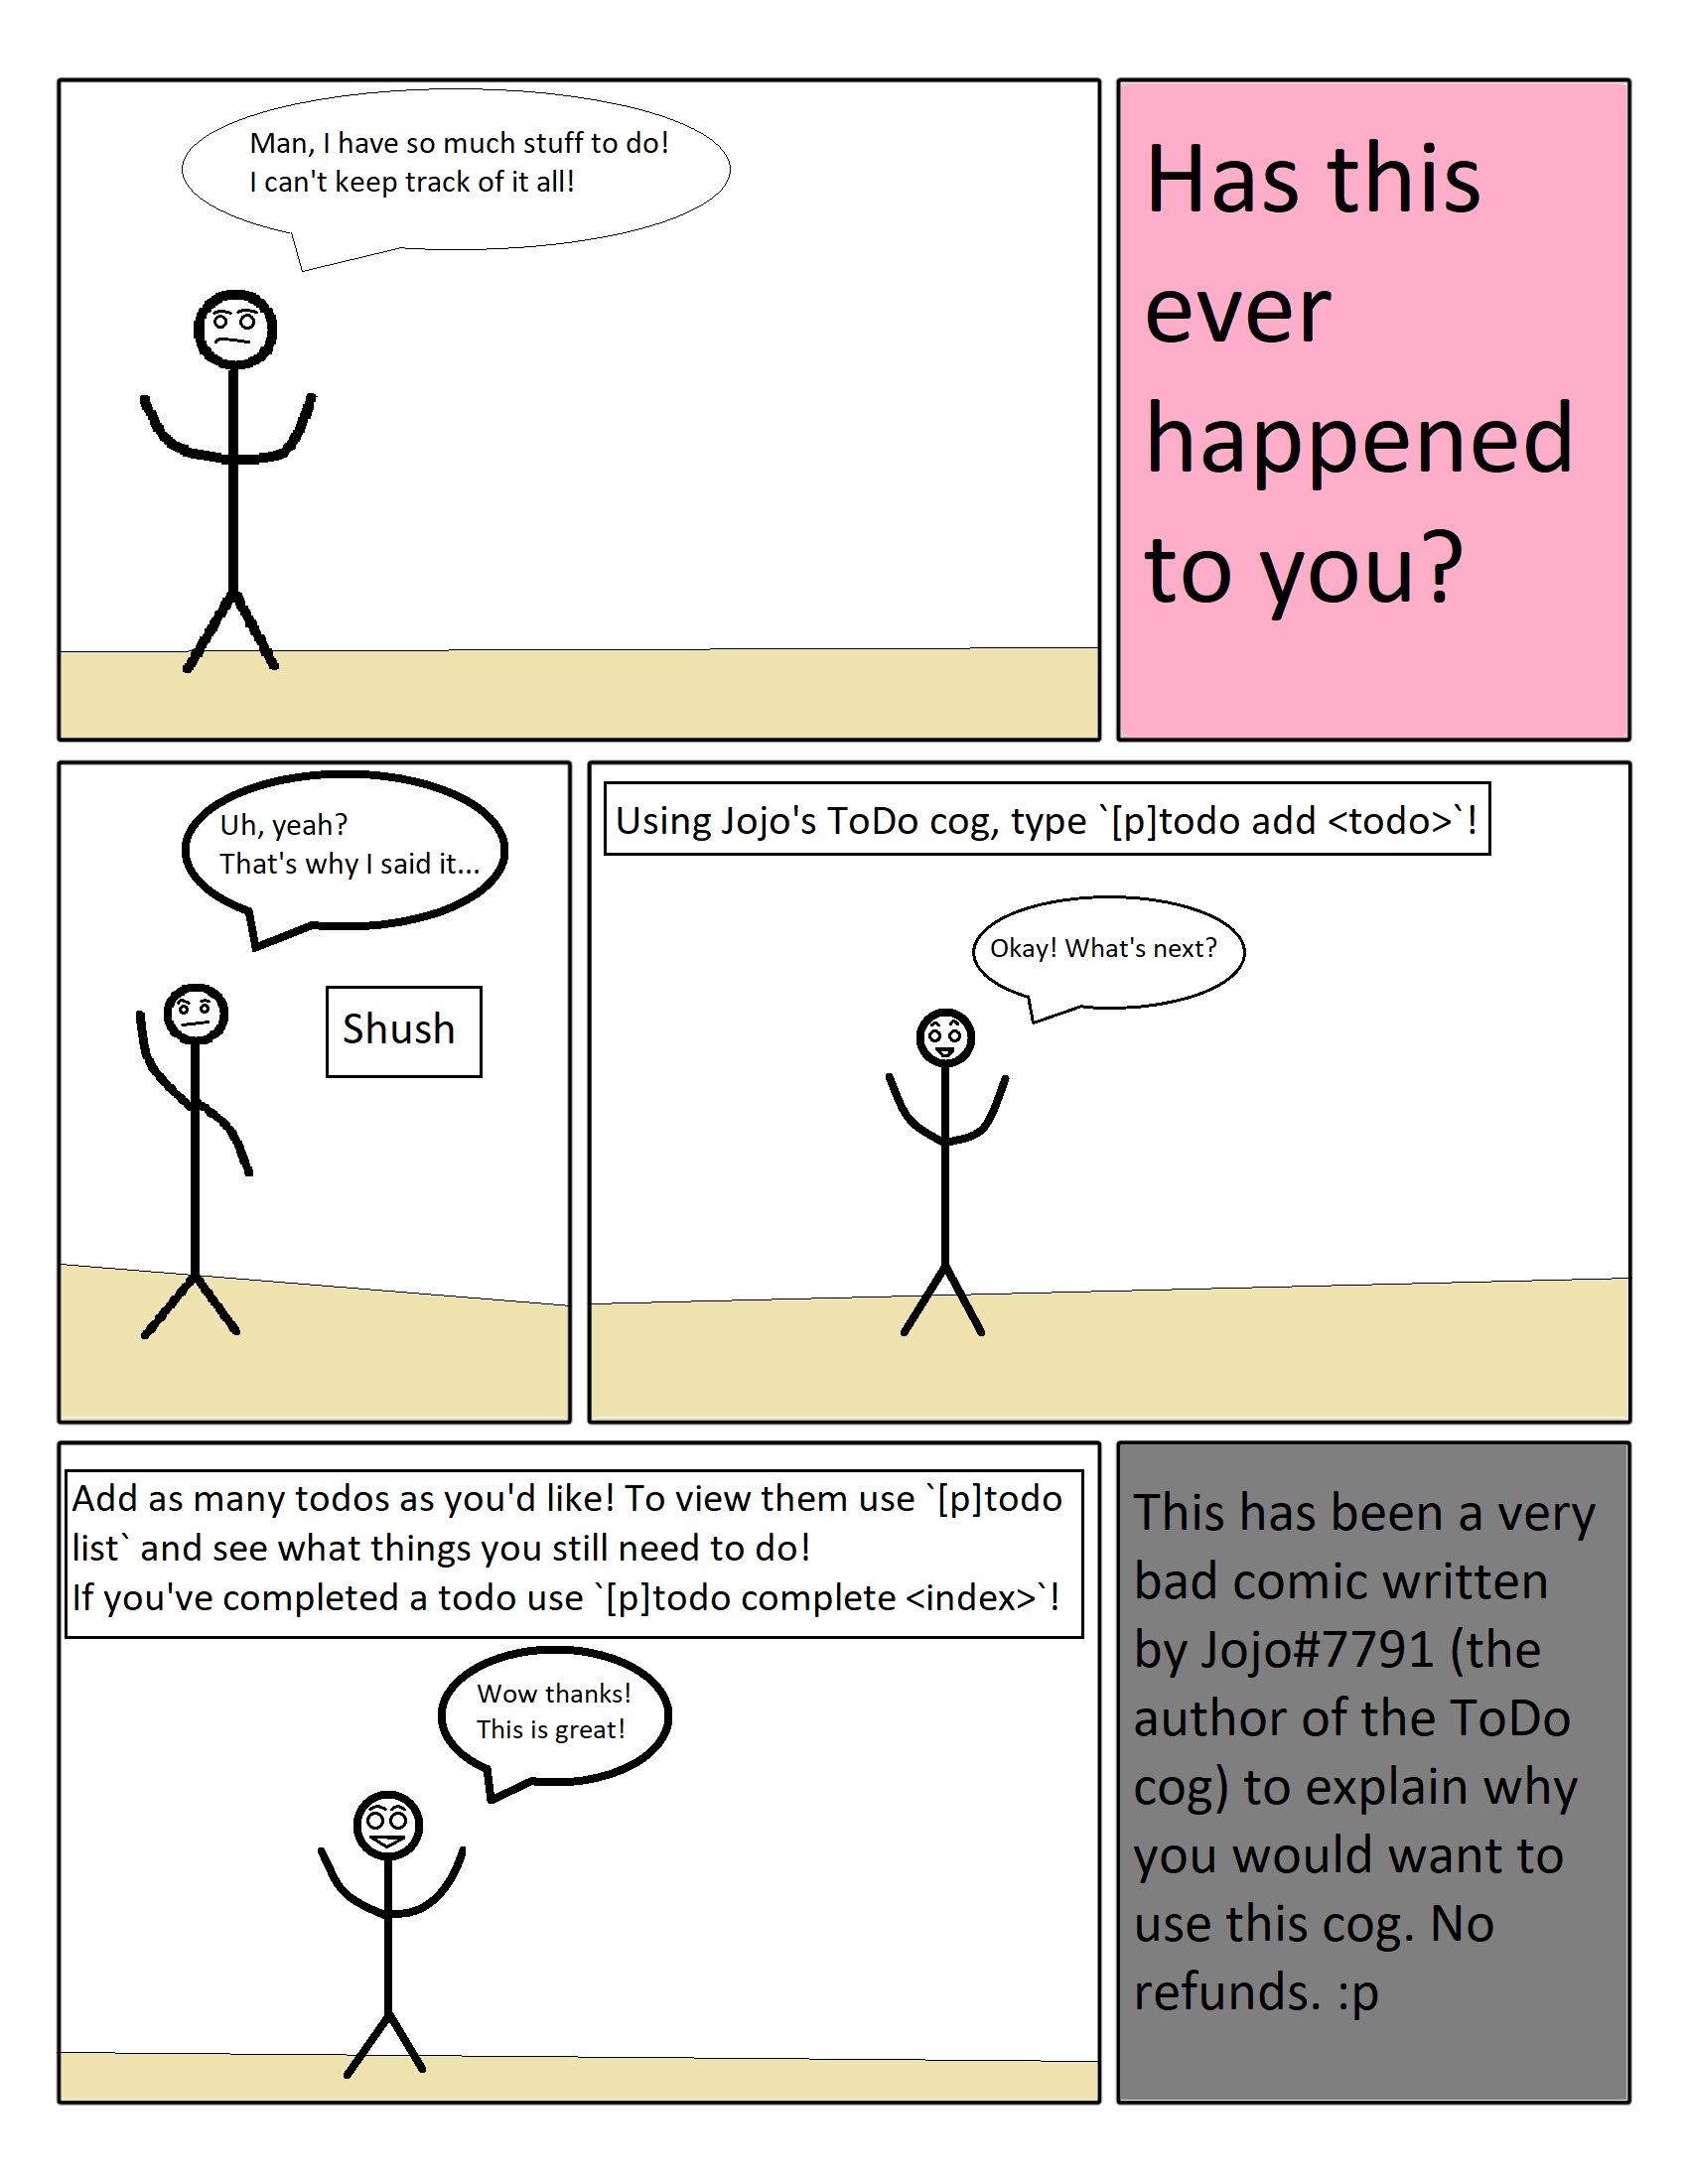 Man, I have so much stuff to do!
I can't keep track of it all!
Has this
ever
happened
to you?
Uh, yeah?
That's why I said it...
Shush
Using Jojo's ToDo cog, type `[p]todo add <todo>`!
Okay! What's next?
Add as many todos as you'd like! To view them use `[p]todo
list` and see what things you still need to do!
If you've completed a todo use `[p]todo complete <index>`!
Wow thanks!
This is great!
This has been a very
bad comic written
by Jojo#7791 (the
author of the ToDo
cog) to explain why
you would want to
use this cog. No
refunds. :p